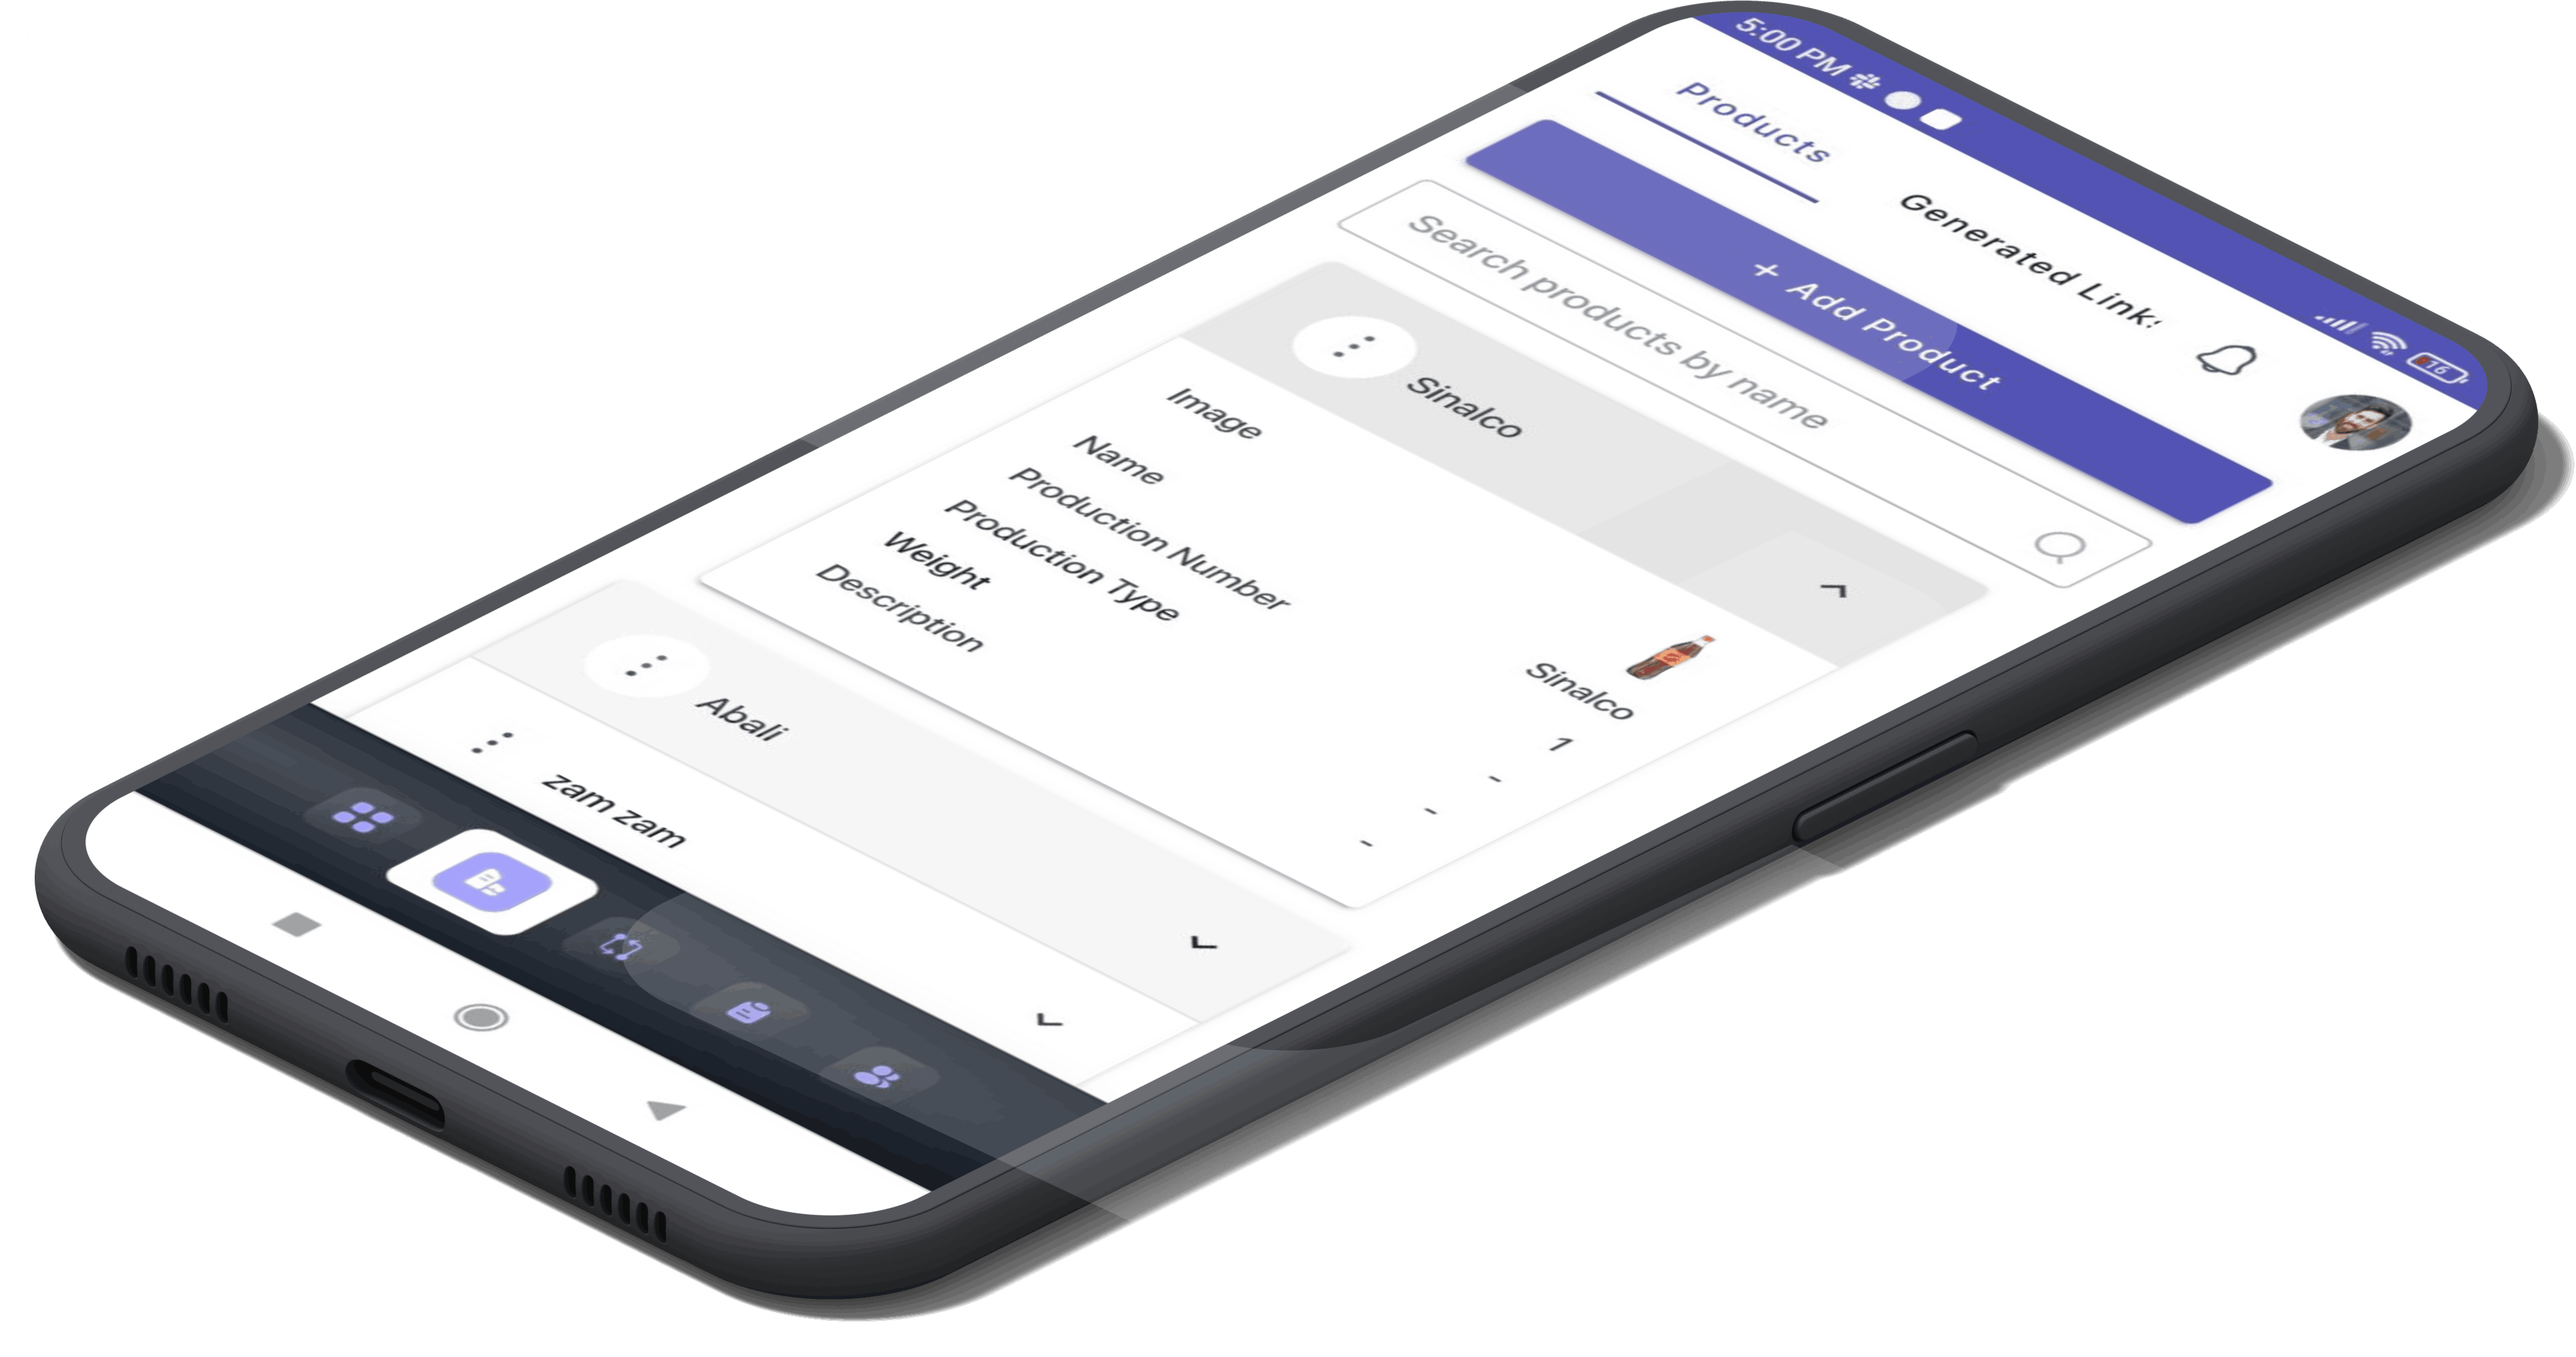 5:00 PM
16
Products
Generated Link
+ Add Product
Search products by name
Sinalco
Image
Name
Sinalco
Production Number
1
Production Type
-
Weight
-
Description
-
Abali
zam zam